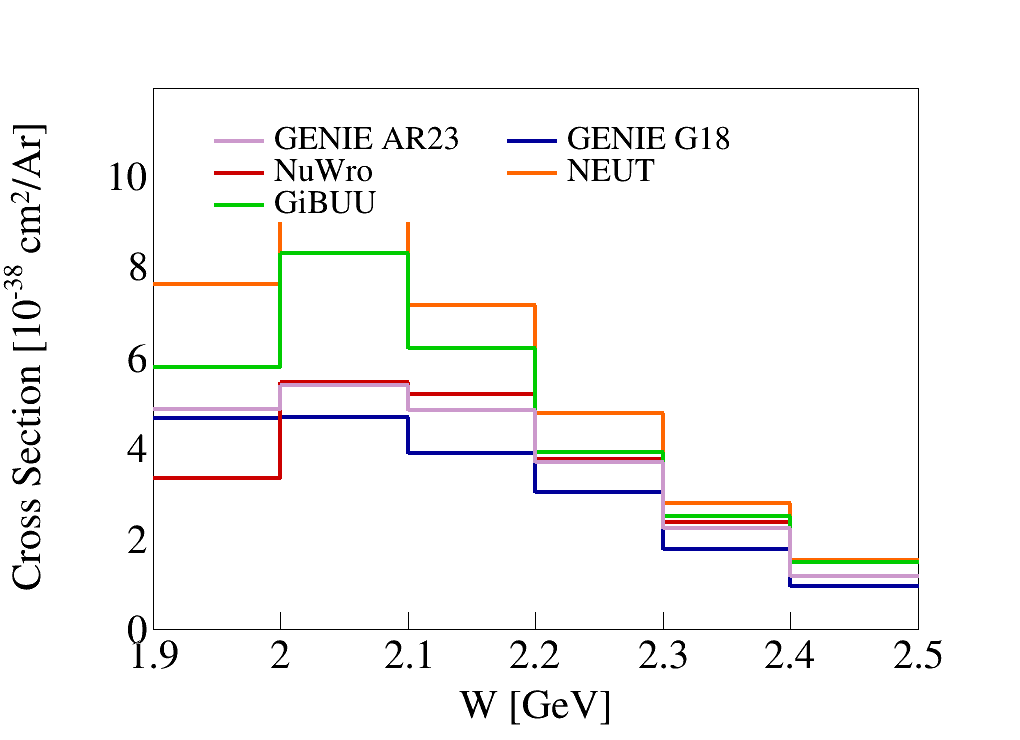 GENIE AR23 GENIE G18
NuWro NEUT
GiBUU
Cross Section [10⁻³⁸ cm²/Ar]
10
8
6
4
2
0
1.9 2 2.1 2.2 2.3 2.4 2.5
W [GeV]